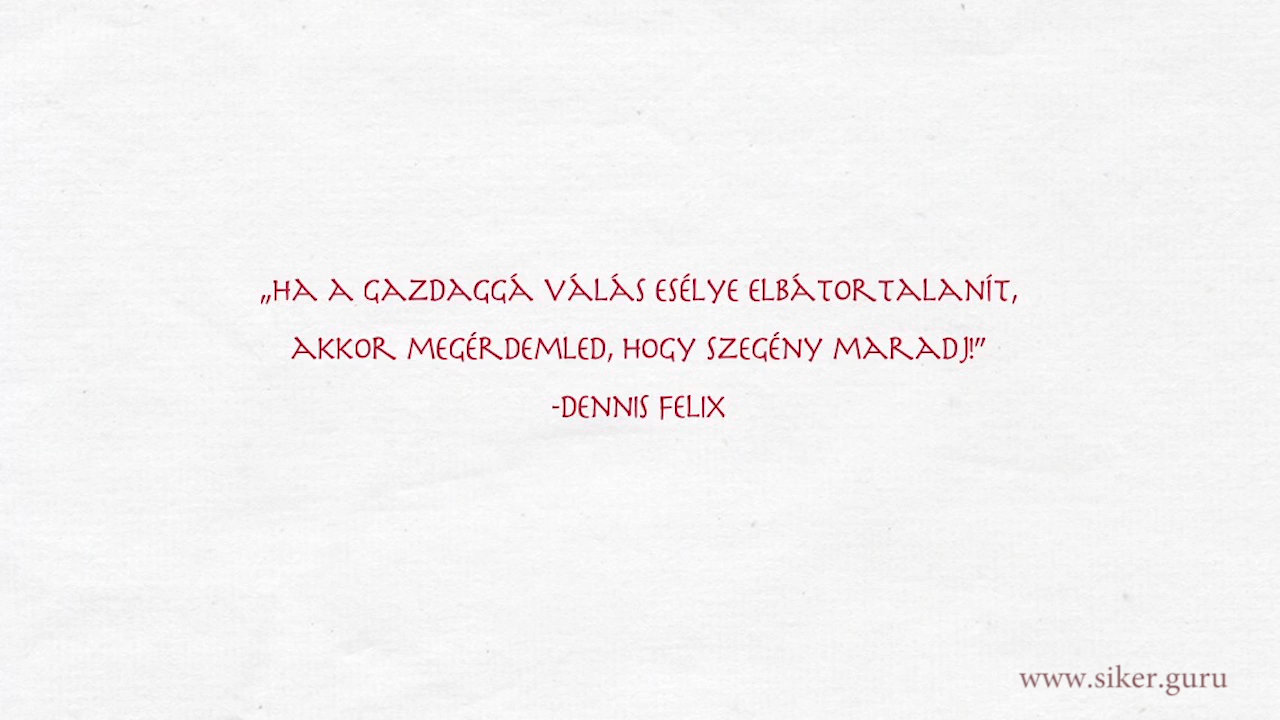 „HA A GAZDAGGÁ VÁLÁS ESÉLYE ELBÁTORTALANÍT,
AKKOR MEGÉRDEMLED, HOGY SZEGÉNY MARADJ!”
-DENNIS FELIX
www.siker.guru